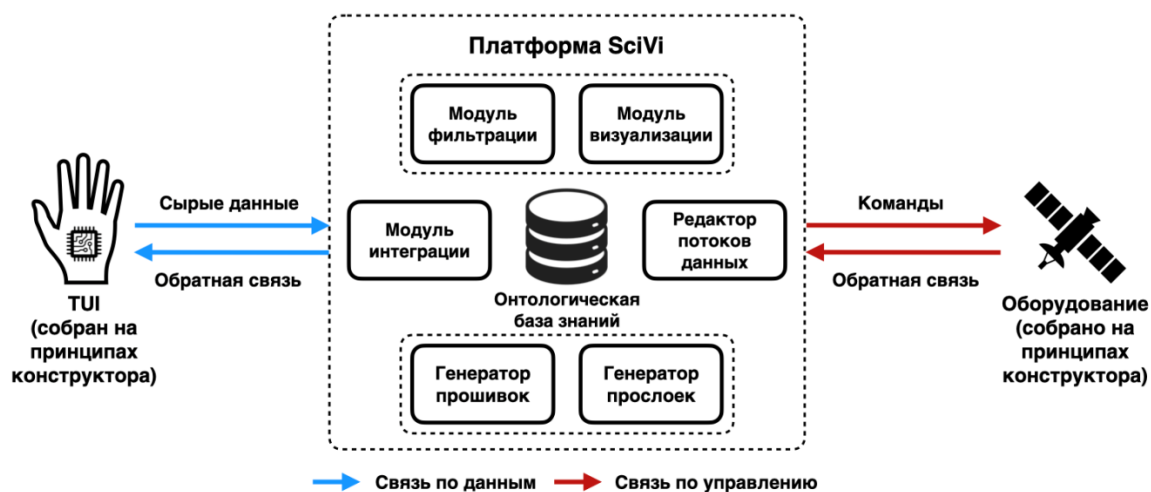 Платформа SciVi
Модуль
фильтрации
Модуль
визуализации
Сырые данные
Обратная связь
TUI
(собран на
принципах
конструктора)
Модуль
интеграции
Онтологическая
база знаний
Редактор
потоков
данных
Команды
Обратная связь
Оборудование
(собрано на
принципах
конструктора)
Генератор
прошивок
Генератор
прослоек
Связь по данным
Связь по управлению